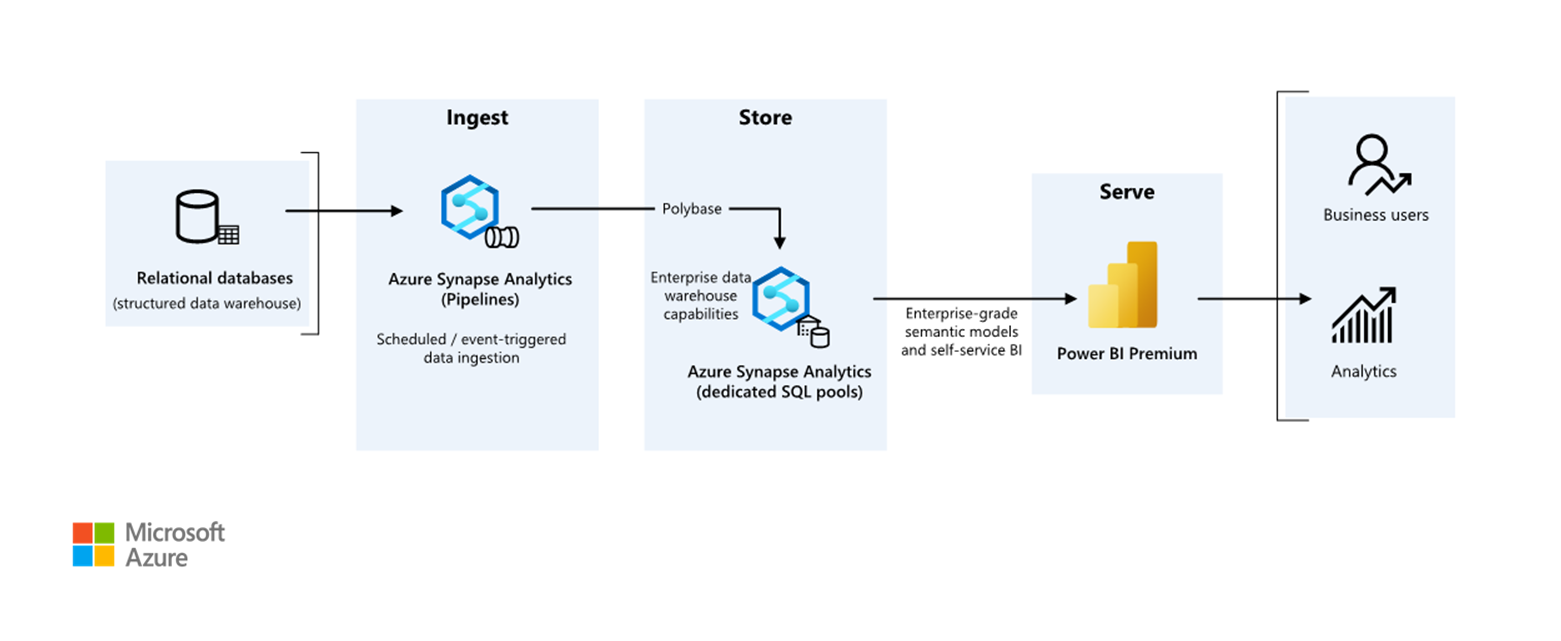 Relational databases
(structured data warehouse)
Ingest
Azure Synapse Analytics
(Pipelines)
Scheduled / event-triggered
data ingestion
Store
Polybase
Enterprise data
warehouse
capabilities
Azure Synapse Analytics
(dedicated SQL pools)
Enterprise-grade
semantic models
and self-service BI
Serve
Power BI Premium
Business users
Analytics
Microsoft
Azure